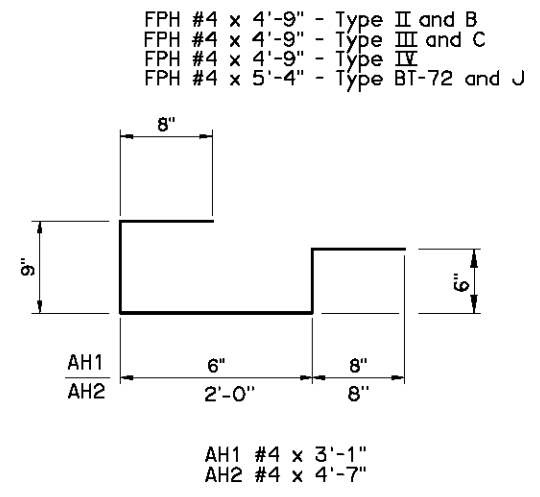 FPH #4 x 4'-9" - Type II and B
FPH #4 x 4'-9" - Type III and C
FPH #4 x 4'-9" - Type IV
FPH #4 x 5'-4" - Type BT-72 and J
8"
9"
6"
AH1 6" 8"
AH2 2'-0" 8"
AH1 #4 x 3'-1"
AH2 #4 x 4'-7"